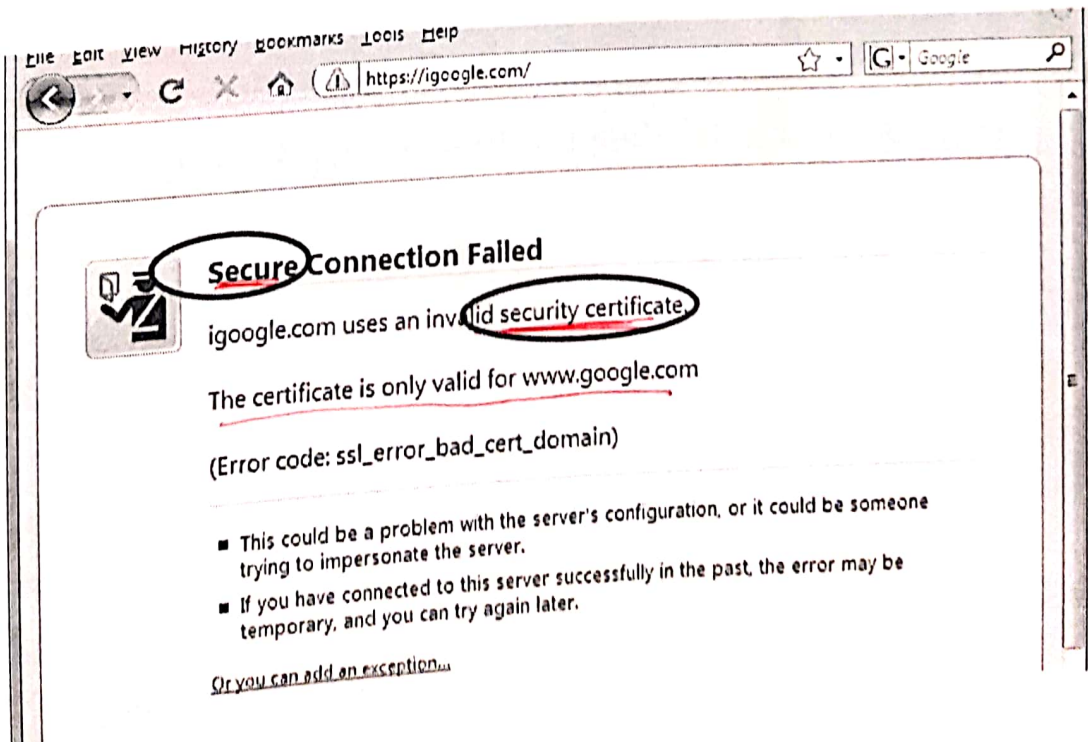 File Edit View History Bookmarks Tools Help
https://igoogle.com/
G Google
Secure Connection Failed
igoogle.com uses an invalid security certificate.
The certificate is only valid for www.google.com
(Error code: ssl_error_bad_cert_domain)
This could be a problem with the server's configuration, or it could be someone
trying to impersonate the server.
If you have connected to this server successfully in the past, the error may be
temporary, and you can try again later.
Or you can add an exception...